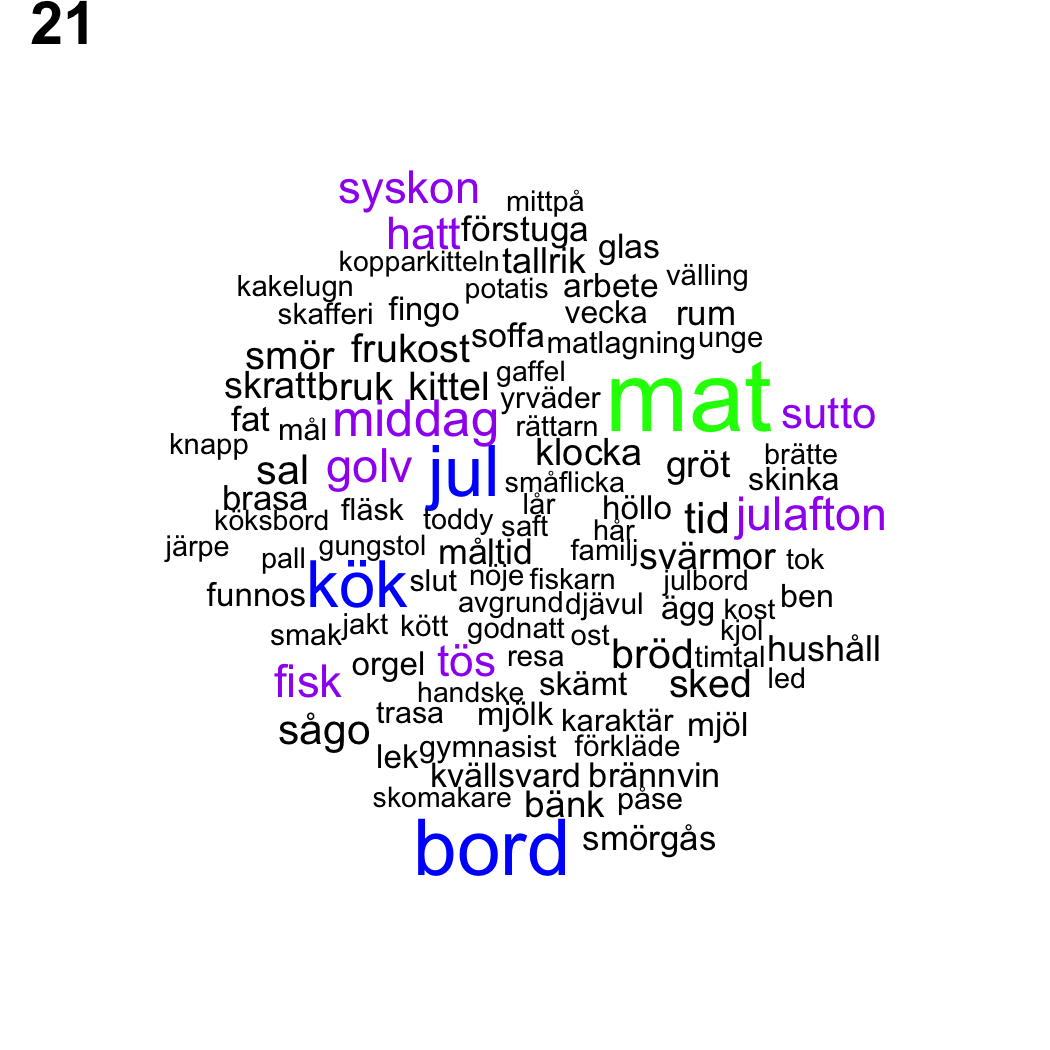 21
syskon mittpå
hatt förstuga glas
kopparkitteln tallrik välling
kakelugn potatis arbete
skafferi fingo vecka rum
smör frukost soffa matlagning unge
skratt bruk kittel gaffel mat
fat mål middag yrväder rättarn sutto
knapp sal golv jul klocka gröt brätte
brasa småflicka skinka
köksbord fläsk toddy saft lår höllo tid julafton
järpe pall gungstol måltid hår familj svärmor tok
funnos kök slut nöje fiskarn julbord ben
avgrund djävul ägg kost
smak jakt kött godnatt ost kjol
fisk orgel tös resa bröd timtal hushåll
handske skämt sked led
sågo trasa mjölk karaktär mjöl
lek gymnasist förkläde
kvällsvard brännvin
skomakare bänk påse
bord smörgås